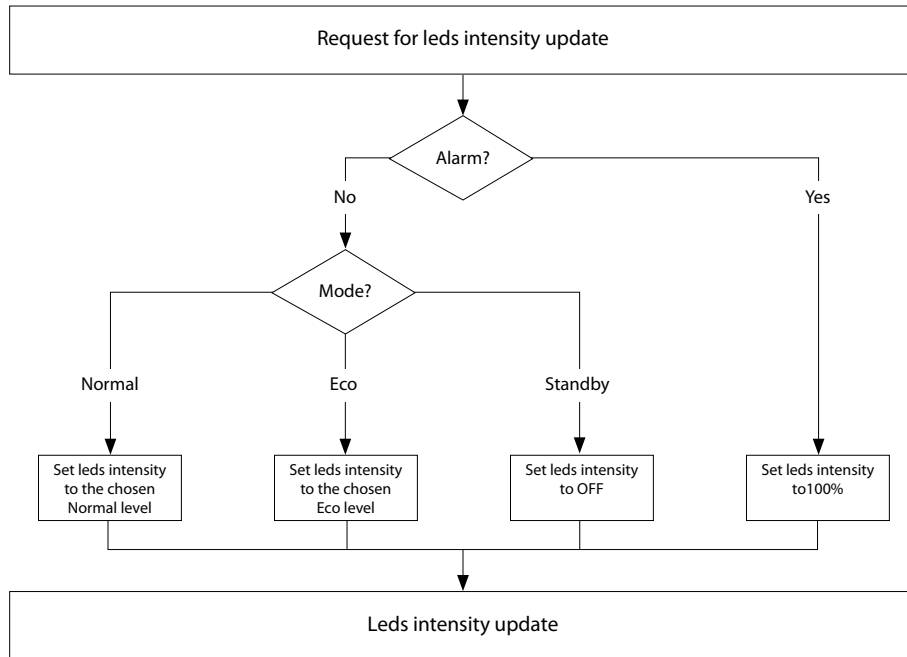 Request for leds intensity update
Alarm?
No
Yes
Mode?
Normal
Eco
Standby
Set leds intensity
to the chosen
Normal level
Set leds intensity
to the chosen
Eco level
Set leds intensity
to OFF
Set leds intensity
to100%
Leds intensity update